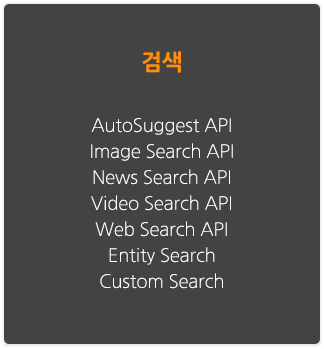 검색
AutoSuggest API
Image Search API
News Search API
Video Search API
Web Search API
Entity Search
Custom Search